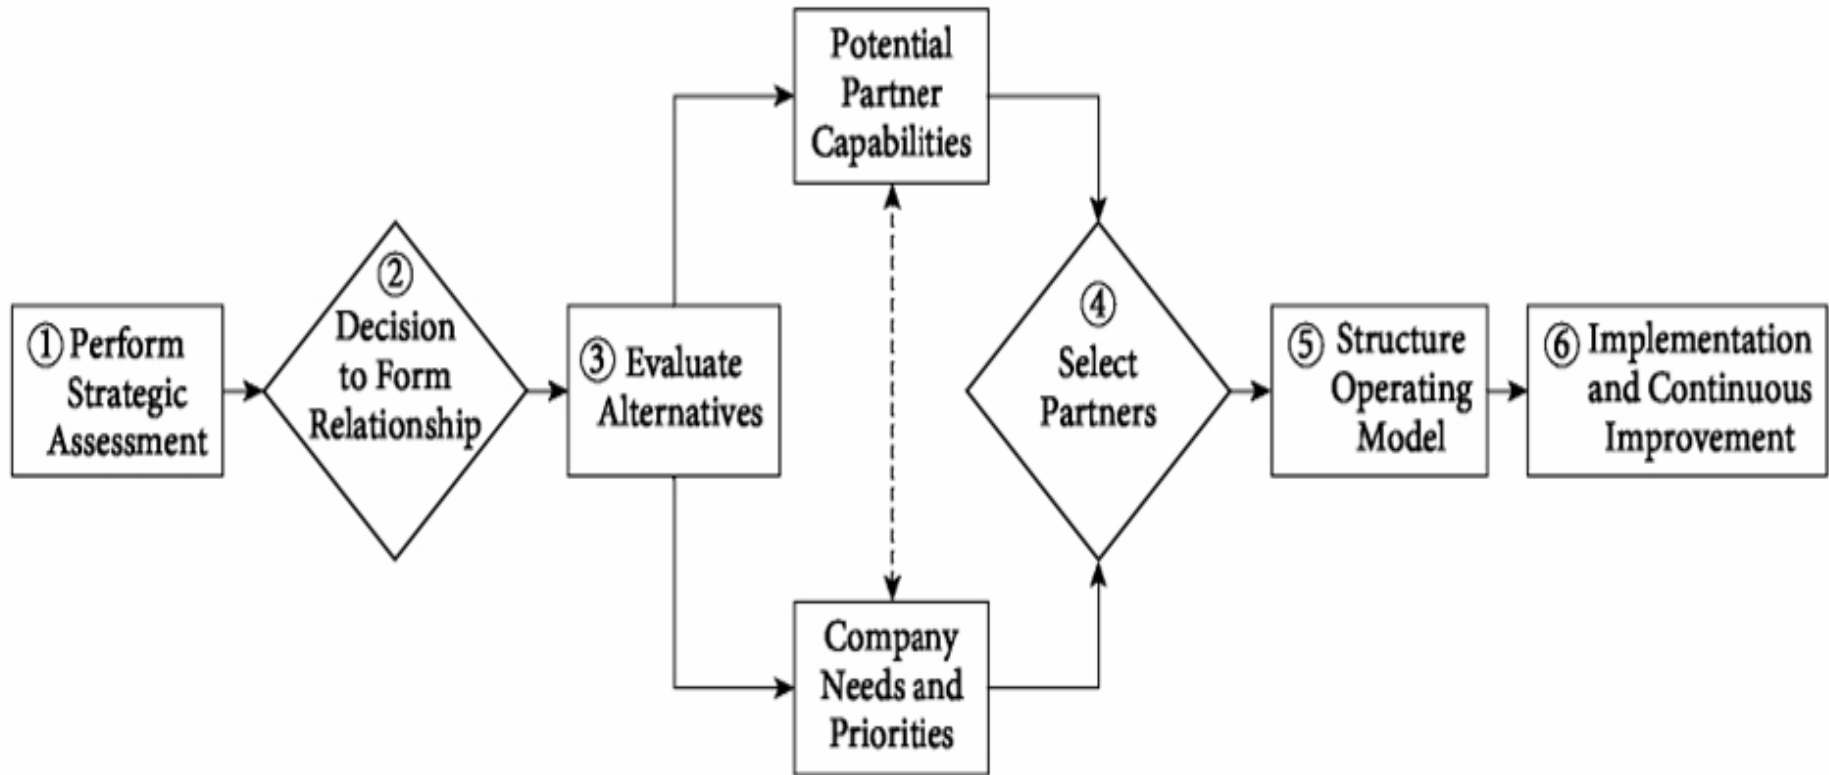 ① Perform
Strategic
Assessment
②
Decision
to Form
Relationship
③ Evaluate
Alternatives
Potential
Partner
Capabilities
Company
Needs and
Priorities
④
Select
Partners
⑤ Structure
Operating
Model
⑥ Implementation
and Continuous
Improvement